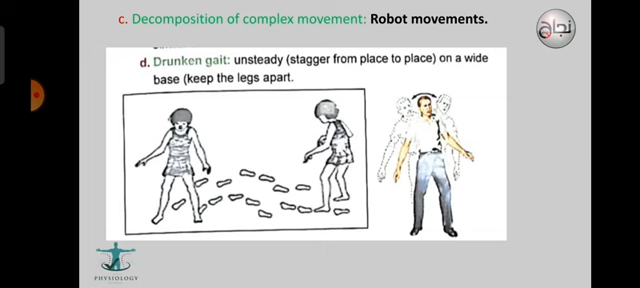 c. Decomposition of complex movement: Robot movements.
نجاح
d. Drunken gait: unsteady (stagger from place to place) on a wide
base (keep the legs apart.
PHYSIOLOGY